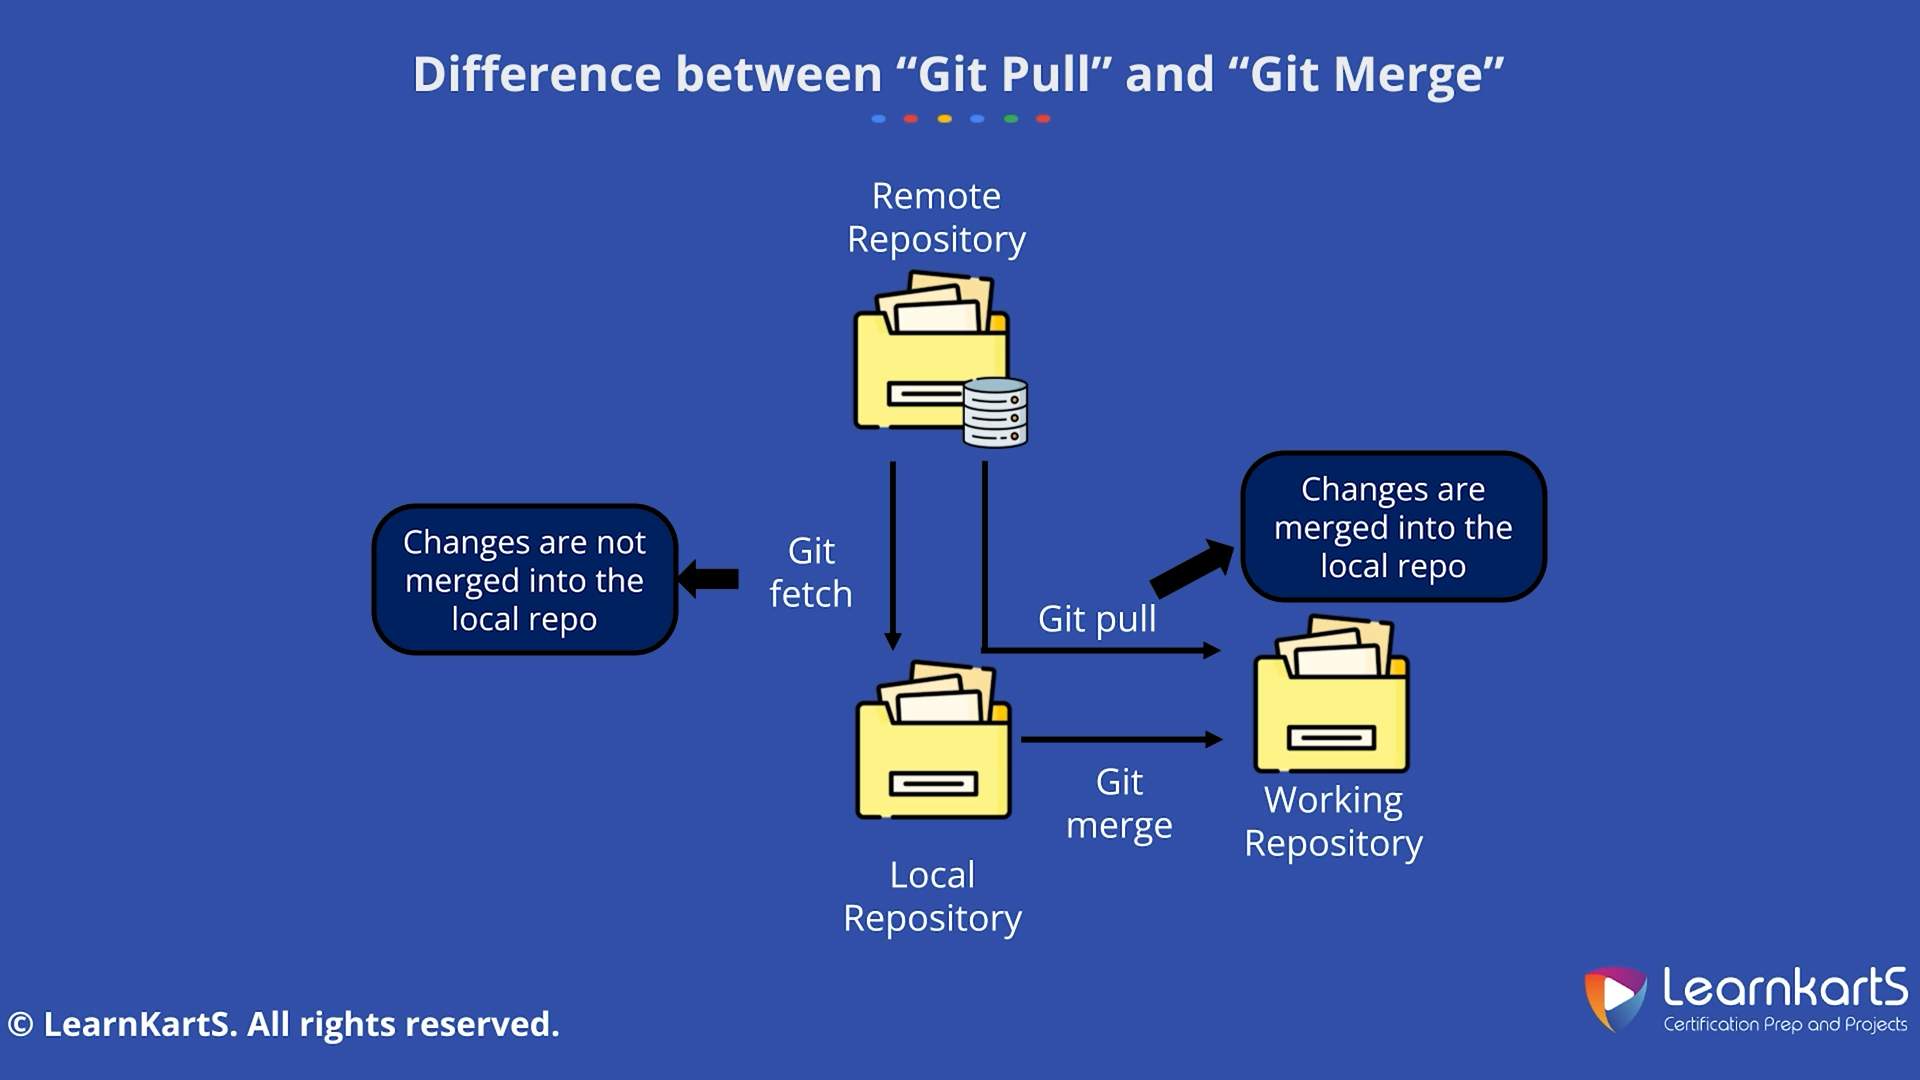 Difference between “Git Pull” and “Git Merge”
Remote
Repository
Changes are not
merged into the
local repo
Git
fetch
Changes are
merged into the
local repo
Git pull
Git
merge
Working
Repository
Local
Repository
© LearnKartS. All rights reserved.
LearnkartS
Certification Prep and Projects